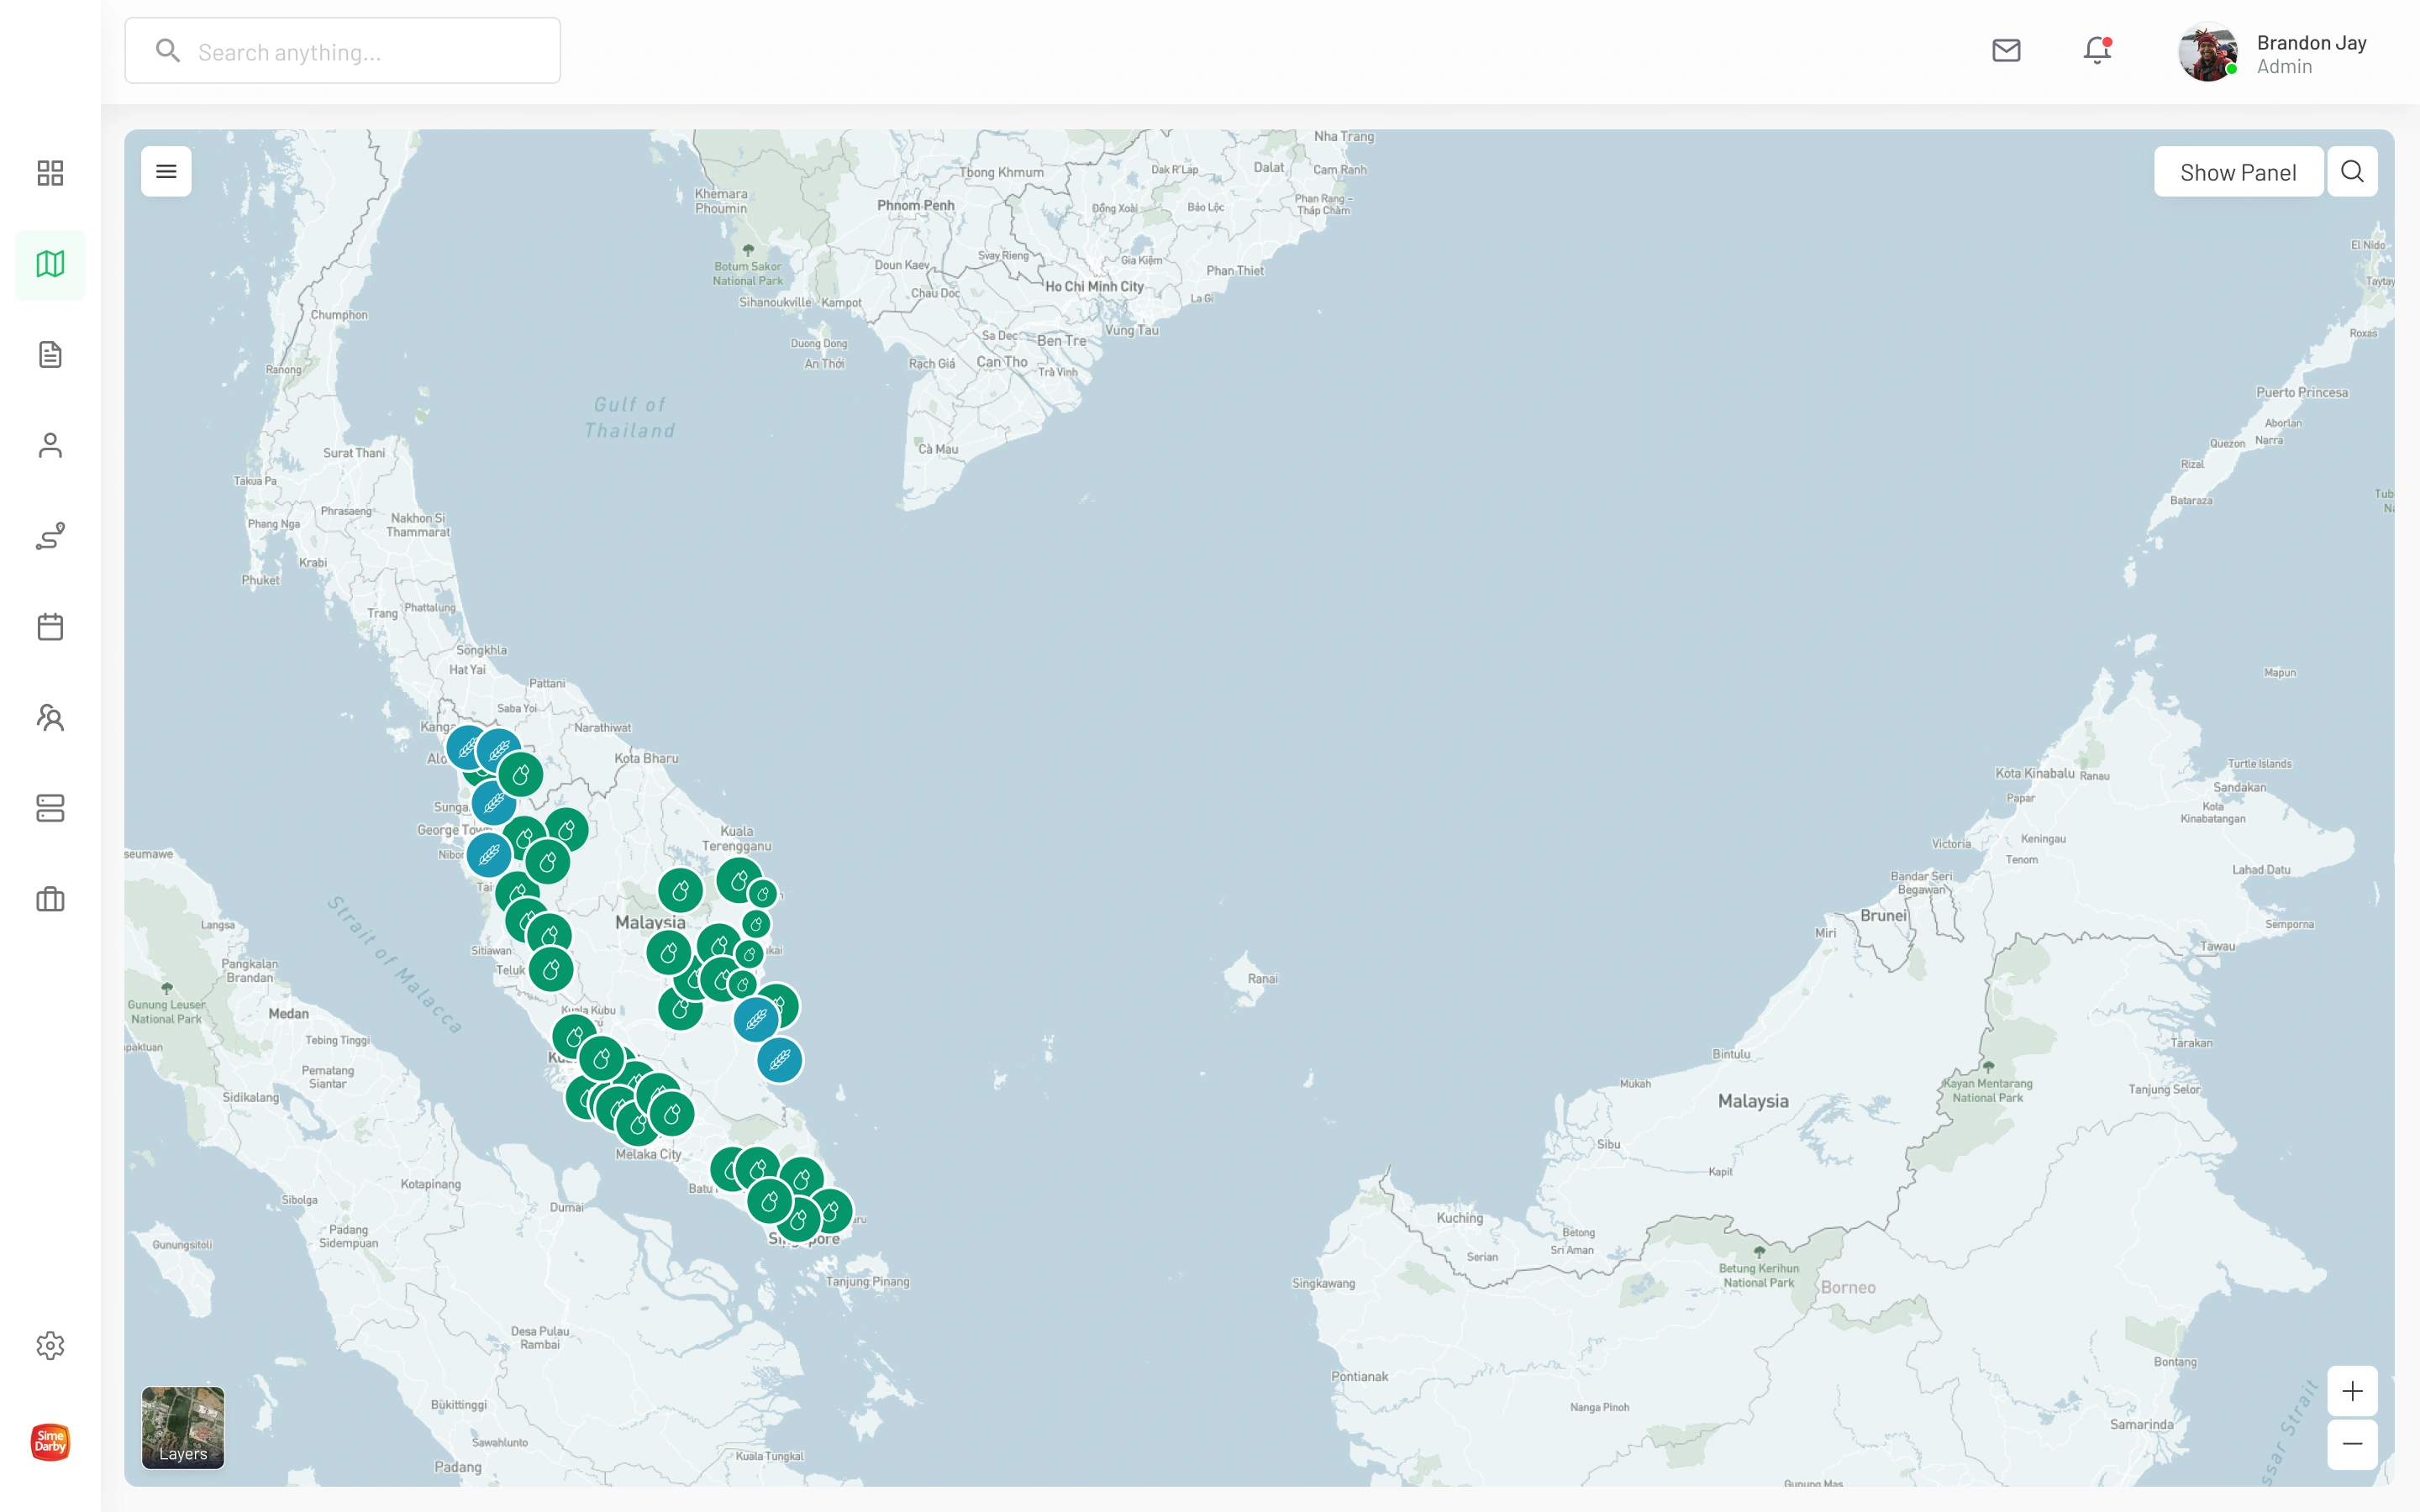 Search anything...
Brandon Jay
Admin
Show Panel
Nha Trang
Tbong Khmum
Dak R'Lap
Dalat
Cam Ranh
Khemara
Phoumin
Phnom Penh
Đồng Xoài
Bảo Lộc
Phan Rang -
Tháp Chàm
El Nido
Botum Sakor
National Park
Doun Kaev
Svay Rieng
Gia Kiệm
Phan Thiet
Taytay
Chau Doc
Ho Chi Minh City
La Gi
Sihanoukville
Kampot
Chumphon
Vung Tau
Roxas
Duong Dong
Sa Dec
Ben Tre
An Thới
Rạch Giá
Can Tho
Trà Vinh
Ranong
Puerto Princesa
Gulf of
Thailand
Aborlan
Quezon
Narra
Cà Mau
Surat Thani
Rizal
Takua Pa
Bataraza
Phrasaeng
Phang Nga
Nakhon Si
Thammarat
Krabi
Phuket
Trang
Phattalung
Songkhla
Hat Yai
Mapun
Pattani
Saba Yoi
Narathiwat
Kota Bharu
Turtle Islands
Kota Kinabalu
Ranau
Sandakan
Papar
Kota
Kinabatangan
George Tow
Kuala
Terengganu
Keningau
Victoria
seumawe
Tenom
Lahad Datu
Bandar Seri
Begawan
Brunei
Strait of Malacca
Langsa
Malaysia
Miri
Semporna
Sitiawan
Tawau
Pangkalan
Brandan
Teluk
Ranai
Gunung Leuser
National Park
Medan
Kuala Kubu
Tebing Tinggi
Tarakan
Bintulu
Pematang
Siantar
Mukah
Kayan Mentarang
National Park
Tanjung Selor
Sidikalang
Malaysia
Melaka City
Sibu
Kapit
Kotapinang
Sibolga
Dumai
Kuching
Padang
Sidempuan
Betong
Gunungsitoli
Singapore
Serian
Sri Aman
Tanjung Pinang
Singkawang
Betung Kerihun
National Park
Borneo
Desa Pulau
Rambai
Pontianak
Bontang
Bukittinggi
Nanga Pinoh
Samarinda
Sawahlunto
Layers
Padang
Kuala Tungkal
ssar Strait
Gunung Mas
Sime
Darby